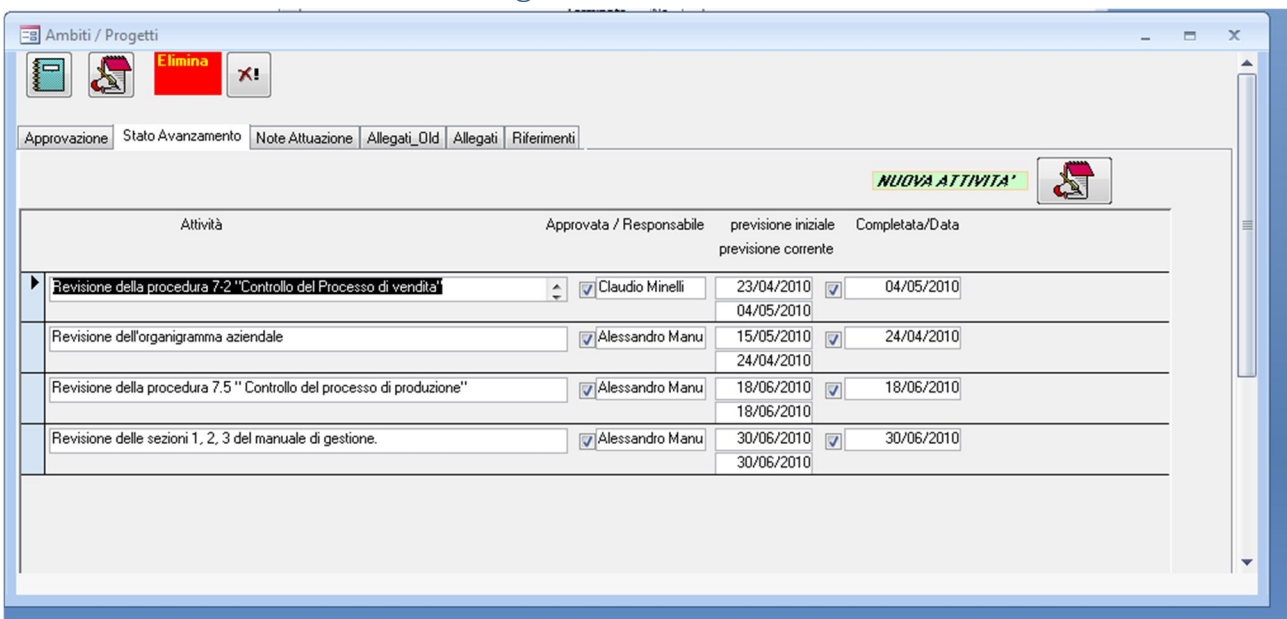 Ambiti / Progetti
Elimina
Approvazione Stato Avanzamento Note Attuazione Allegati_Old Allegati Riferimenti
NUOVA ATTIVITA'
Attività Approvata / Responsabile previsione iniziale Completata/Data
previsione corrente
Revisione della procedura 7-2 "Controllo del Processo di vendita" Claudio Minelli 23/04/2010 04/05/2010
04/05/2010
Revisione dell'organigramma aziendale Alessandro Manu 15/05/2010 24/04/2010
24/04/2010
Revisione della procedura 7.5 " Controllo del processo di produzione" Alessandro Manu 18/06/2010 18/06/2010
18/06/2010
Revisione delle sezioni 1, 2, 3 del manuale di gestione. Alessandro Manu 30/06/2010 30/06/2010
30/06/2010